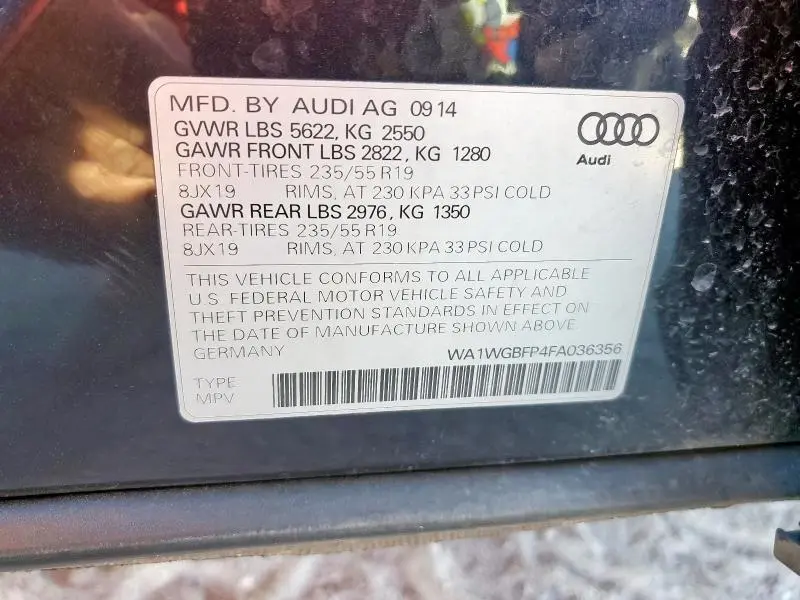 MFD. BY AUDI AG 09 14
GVWR LBS 5622, KG 2550
GAWR FRONT LBS 2822, KG 1280
FRONT-TIRES 235/55 R19
8JX19 RIMS, AT 230 KPA 33 PSI COLD
GAWR REAR LBS 2976, KG 1350
REAR-TIRES 235/55 R19
8JX19 RIMS, AT 230 KPA 33 PSI COLD
Audi
THIS VEHICLE CONFORMS TO ALL APPLICABLE
U.S. FEDERAL MOTOR VEHICLE SAFETY AND
THEFT PREVENTION STANDARDS IN EFFECT ON
THE DATE OF MANUFACTURE SHOWN ABOVE.
GERMANY WA1WGBFP4FA036356
TYPE
MPV